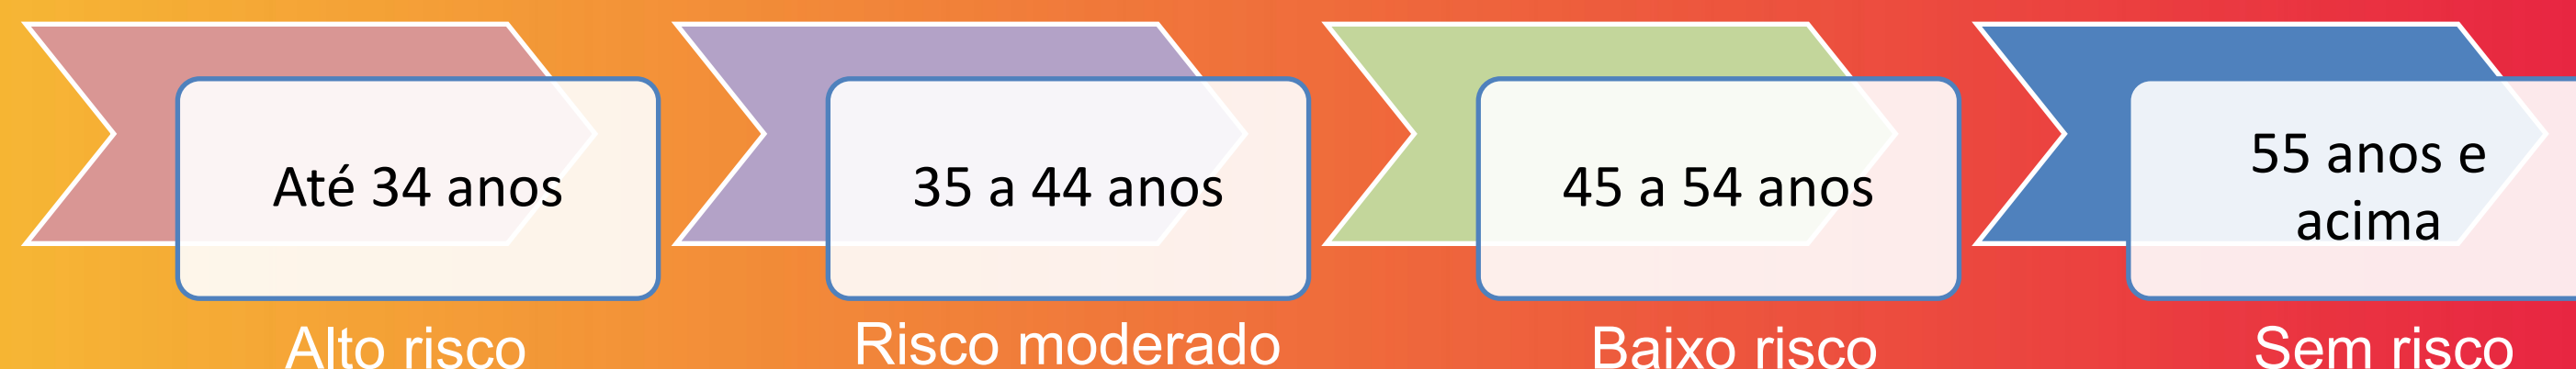 Até 34 anos
35 a 44 anos
45 a 54 anos
55 anos e
acima
Alto risco
Risco moderado
Baixo risco
Sem risco